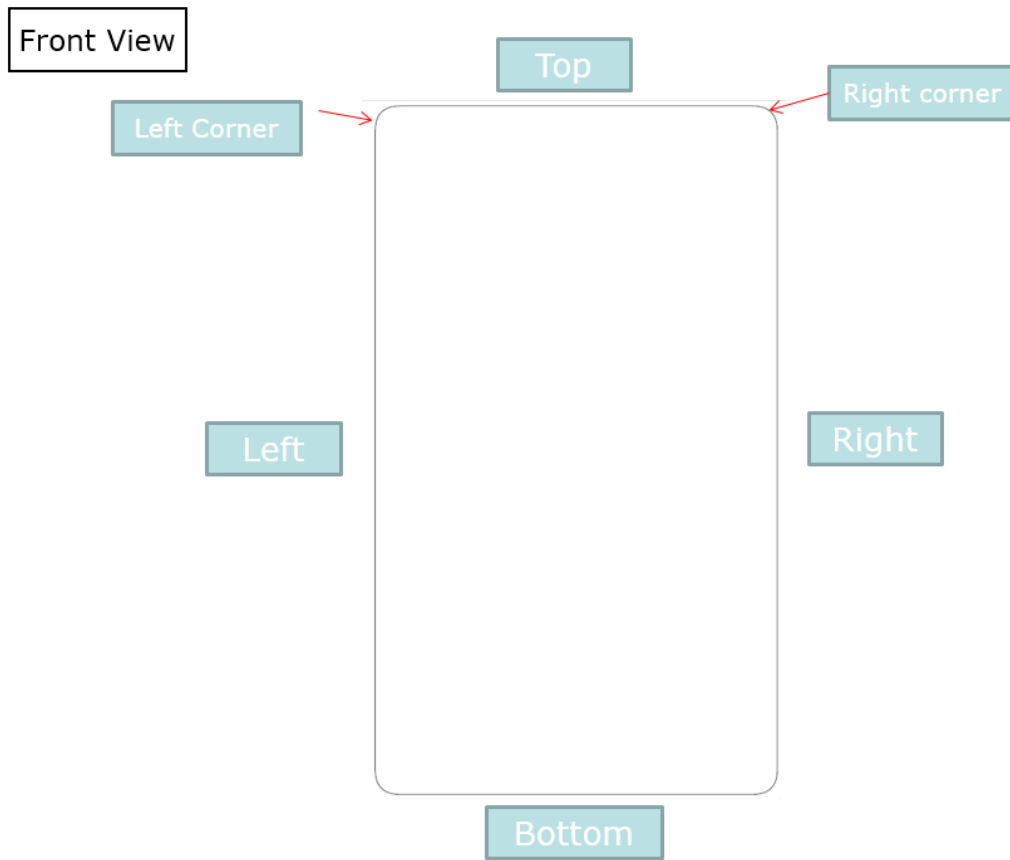 Front View
Top
Right corner
Left Corner
Left
Right
Bottom